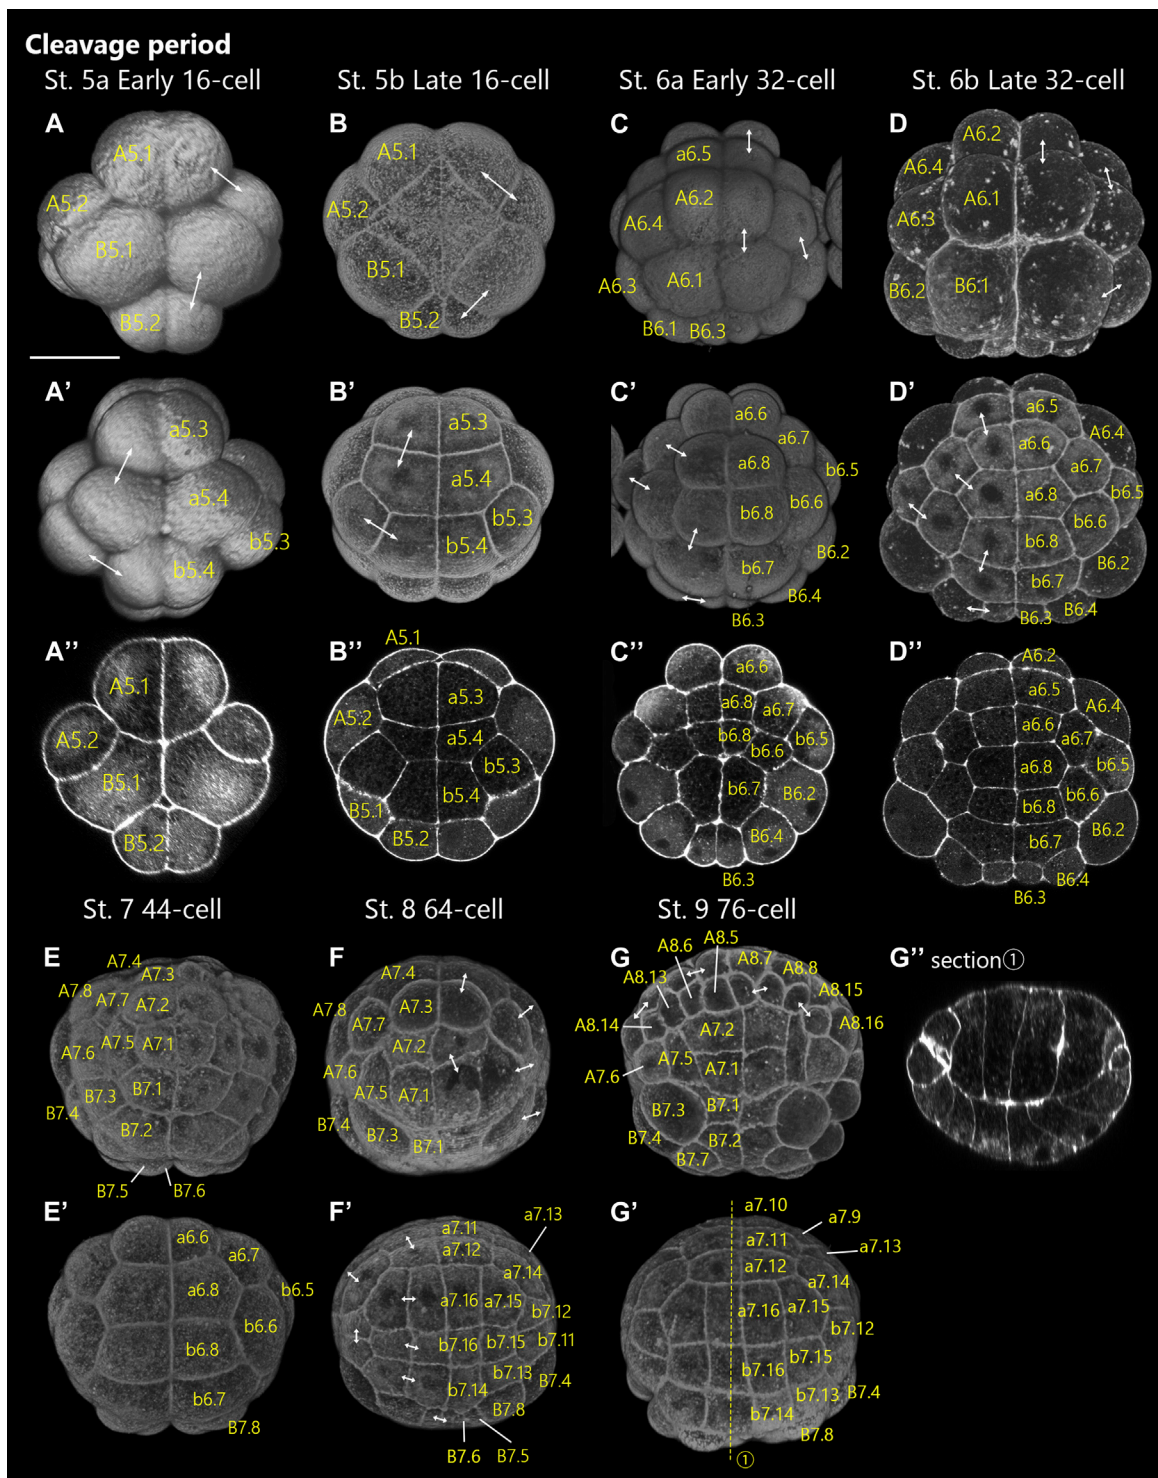 Cleavage period
St. 5a Early 16-cell
St. 5b Late 16-cell
St. 6a Early 32-cell
St. 6b Late 32-cell
A
A5.1
A5.2
B5.1
B5.2
B
A5.1
A5.2
B5.1
B5.2
C
a6.5
A6.2
A6.4
A6.3
A6.1
B6.1
B6.3
D
A6.2
A6.4
A6.1
A6.3
B6.2
B6.1
A’
a5.3
a5.4
b5.3
b5.4
B’
a5.3
a5.4
b5.3
b5.4
C’
a6.6
a6.7
a6.8
b6.5
b6.6
b6.8
B6.2
b6.7
B6.4
B6.3
D’
a6.5
A6.4
a6.6
a6.7
a6.8
b6.5
b6.6
b6.8
B6.2
b6.7
B6.4
B6.3
A’’
A5.1
A5.2
B5.1
B5.2
B’’
A5.1
a5.3
A5.2
a5.4
b5.3
b5.4
B5.1
B5.2
C’’
a6.6
a6.8
a6.7
b6.8
b6.6
b6.5
b6.7
B6.2
B6.4
B6.3
D’’
A6.2
a6.5
A6.4
a6.6
a6.7
a6.8
b6.5
b6.6
b6.8
B6.2
b6.7
B6.4
B6.3
St. 7 44-cell
St. 8 64-cell
St. 9 76-cell
E
A7.4
A7.3
A7.8
A7.7
A7.2
A7.5
A7.1
A7.6
B7.3
B7.1
B7.4
B7.2
B7.5
B7.6
F
A7.4
A7.3
A7.8
A7.7
A7.2
A7.6
A7.5
A7.1
B7.4
B7.3
B7.1
G
A8.5
A8.6
A8.7
A8.13
A8.8
A8.15
A8.14
A8.16
A7.2
A7.5
A7.1
A7.6
B7.3
B7.1
B7.4
B7.2
B7.7
G’’ section①
E’
a6.6
a6.7
a6.8
b6.5
b6.6
b6.8
b6.7
B7.8
F’
a7.13
a7.11
a7.12
a7.14
a7.16
a7.15
b7.12
b7.16
b7.15
b7.11
b7.13
B7.4
b7.14
B7.8
B7.6
B7.5
G’
a7.10
a7.9
a7.11
a7.13
a7.12
a7.14
a7.16
a7.15
b7.12
b7.15
b7.16
b7.13
B7.4
b7.14
B7.8
①